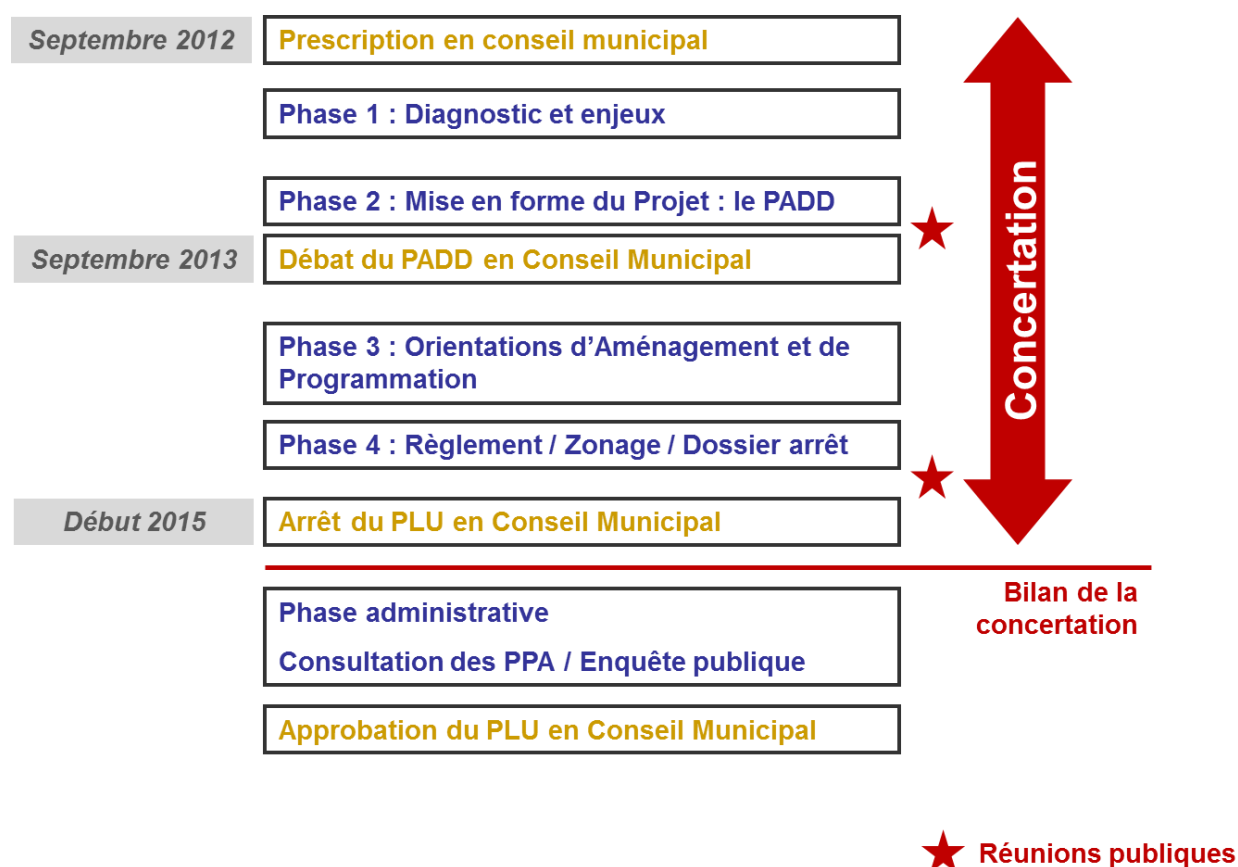 Septembre 2012
Prescription en conseil municipal
Phase 1 : Diagnostic et enjeux
Phase 2 : Mise en forme du Projet : le PADD
Septembre 2013
Débat du PADD en Conseil Municipal
Phase 3 : Orientations d’Aménagement et de
Programmation
Phase 4 : Règlement / Zonage / Dossier arrêt
Début 2015
Arrêt du PLU en Conseil Municipal
Concertation
Bilan de la
concertation
Phase administrative
Consultation des PPA / Enquête publique
Approbation du PLU en Conseil Municipal
Réunions publiques